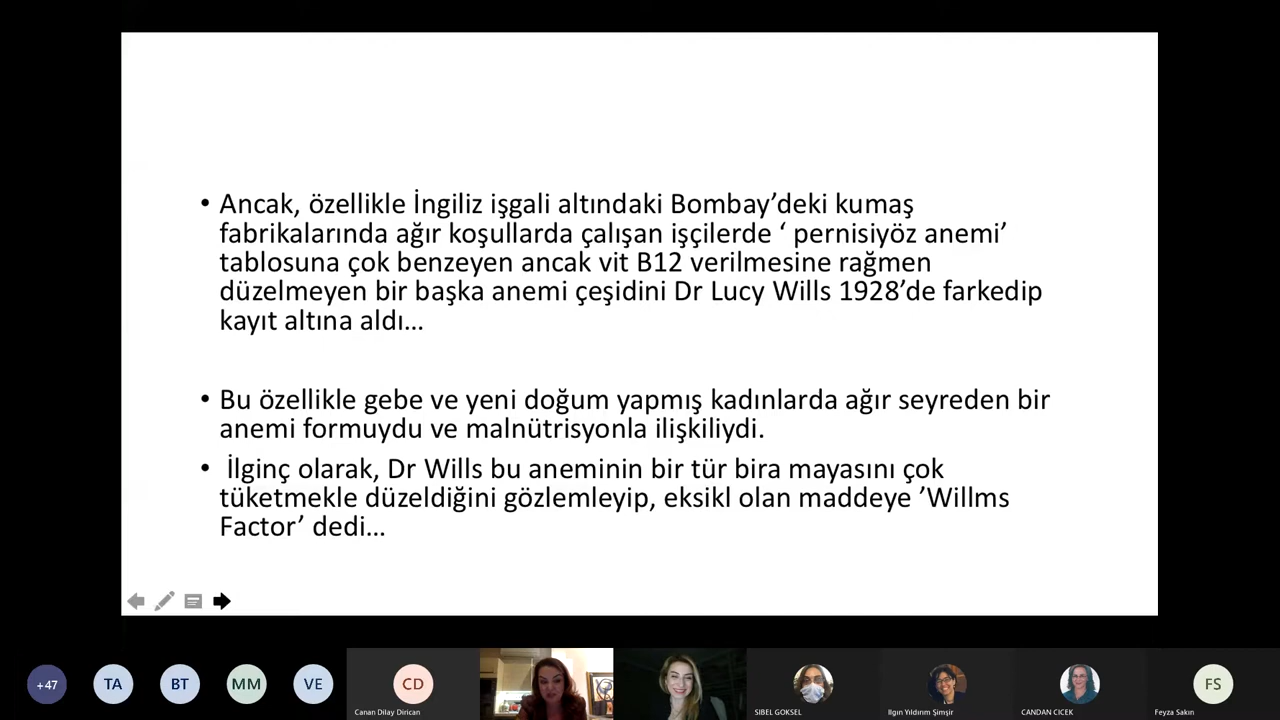 • Ancak, özellikle İngiliz işgali altındaki Bombay’deki kumaş
fabrikalarında ağır koşullarda çalışan işçilerde ‘ pernisiyöz anemi’
tablosuna çok benzeyen ancak vit B12 verilmesine rağmen
düzelmeyen bir başka anemi çeşidini Dr Lucy Wills 1928’de farkedip
kayıt altına aldı…
• Bu özellikle gebe ve yeni doğum yapmış kadınlarda ağır seyreden bir
anemi formuydu ve malnütrisyonla ilişkiliydi.
• İlginç olarak, Dr Wills bu aneminin bir tür bira mayasını çok
tüketmekle düzeldiğini gözlemleyip, eksikl olan maddeye ’Willms
Factor’ dedi…
+47 TA BT MM VE CD FS
Canan Dilay Dirican SIBEL GOKSEL Ilgın Yıldırım Şimşir CANDAN CICEK Feyza Sakın